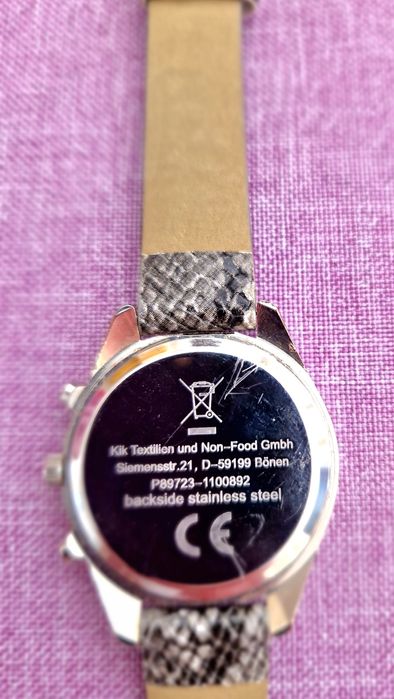 Kik Textilien und Non-Food Gmbh
Siemensstr.21, D-59199 Bönen
P89723-1100892
backside stainless steel
CE